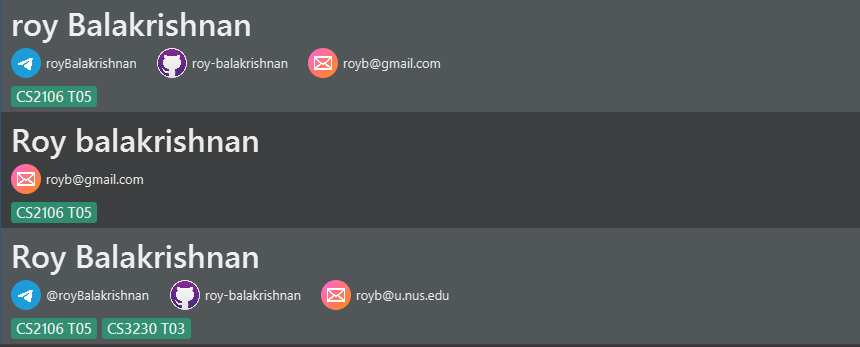 roy Balakrishnan
royBalakrishnan roy-balakrishnan royb@gmail.com
CS2106 T05
Roy balakrishnan
royb@gmail.com
CS2106 T05
Roy Balakrishnan
@royBalakrishnan roy-balakrishnan royb@u.nus.edu
CS2106 T05 CS3230 T03